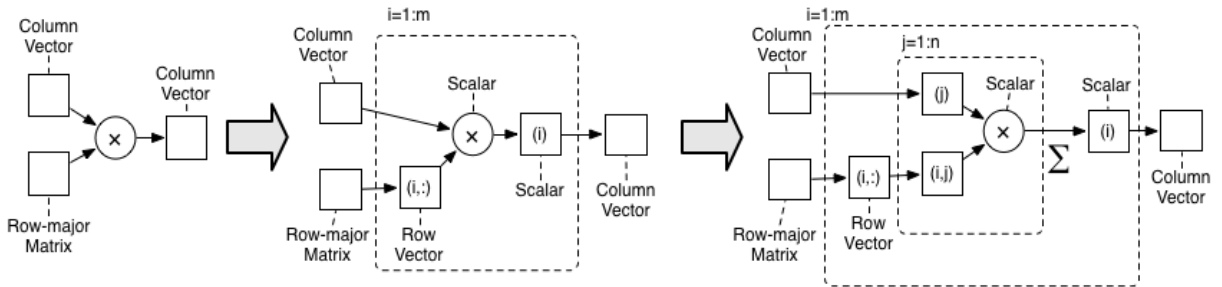 Column
Vector
Column
Vector
×
Row-major
Matrix
i=1:m
Column
Vector
Scalar
×
(i)
(i,:)
Scalar
Row-major
Matrix
Row
Vector
Column
Vector
i=1:m
j=1:n
Column
Vector
(j)
Scalar
Scalar
×
(i)
Σ
(i,:)
(i,j)
Row-major
Matrix
Row
Vector
Column
Vector